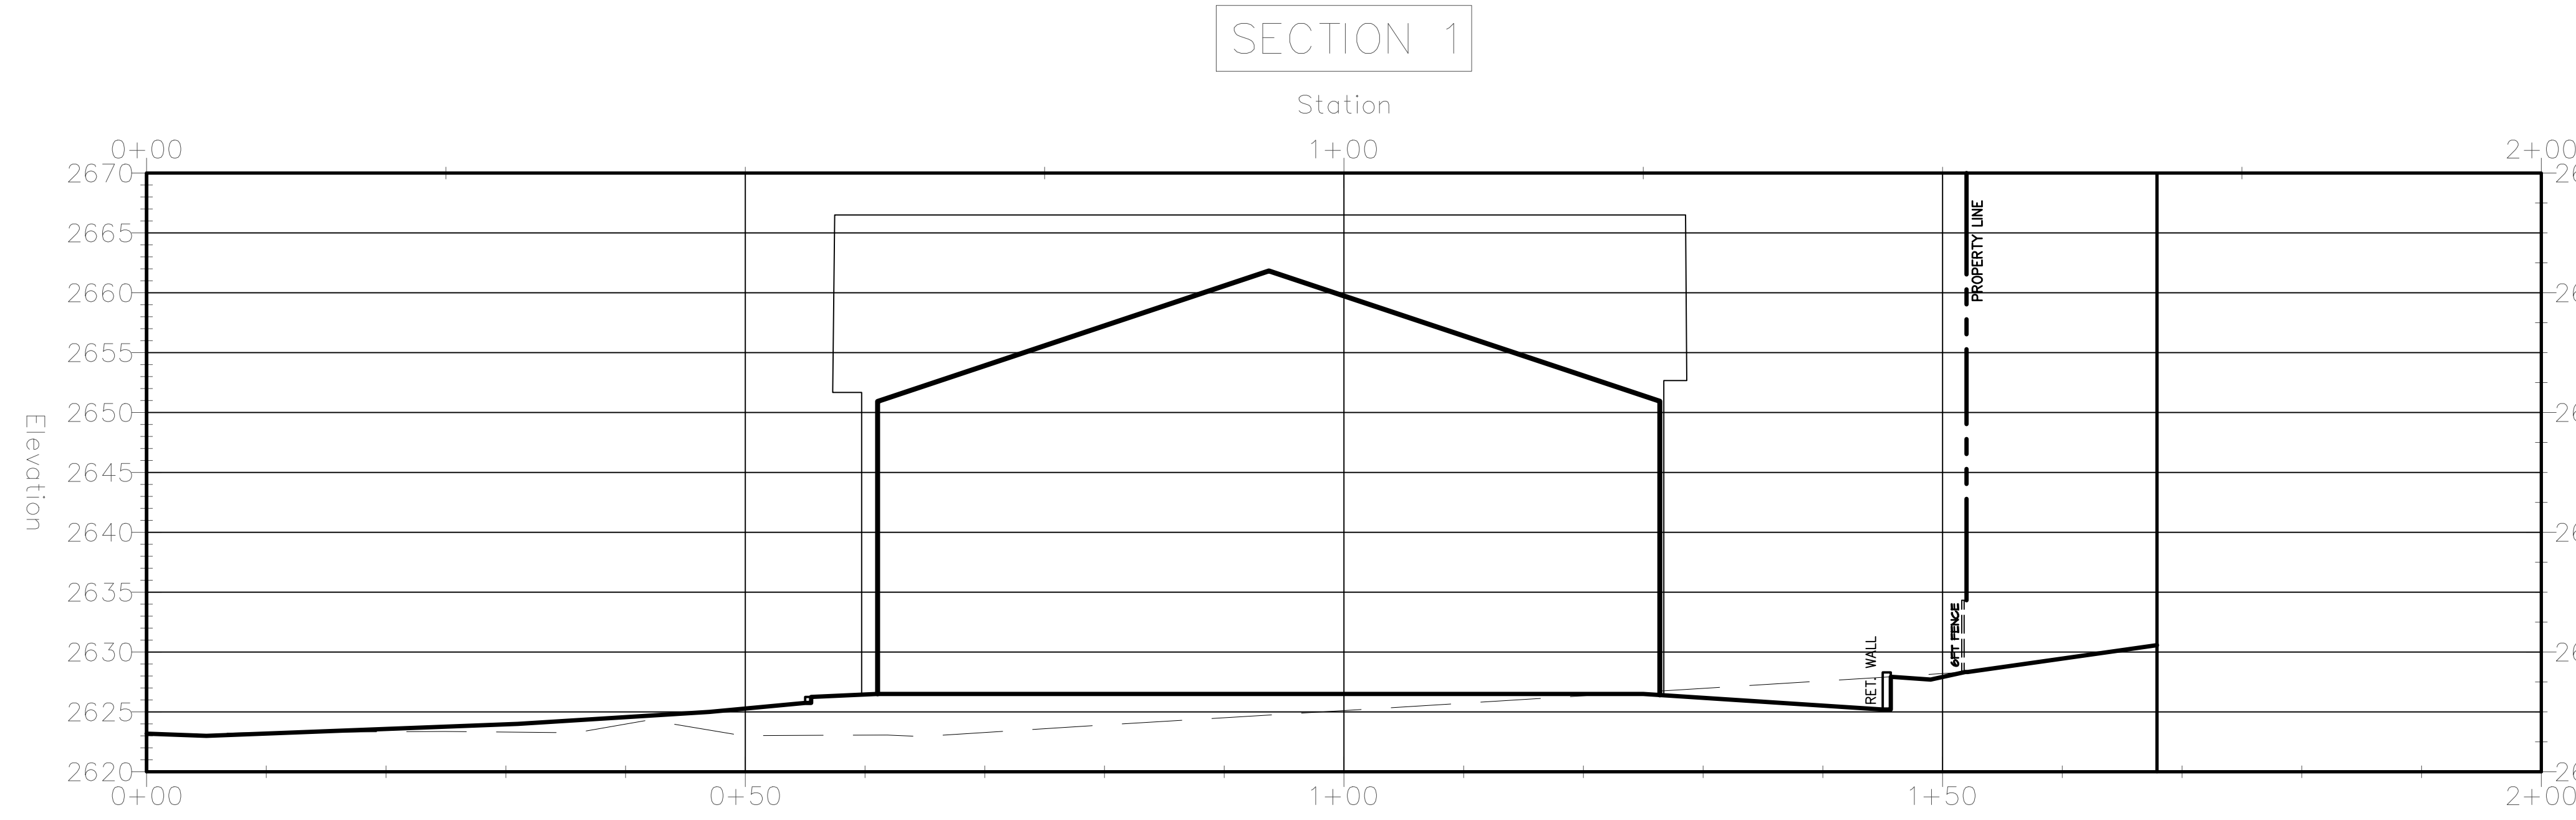 SECTION 1
Station
0+00 1+00 2+00
2670
2665
2660
2655
2650
2645
2640
2635
2630
2625
2620
Elevation
PROPERTY LINE
6FT FENCE
RET. WALL
0+00 0+50 1+00 1+50 2+00